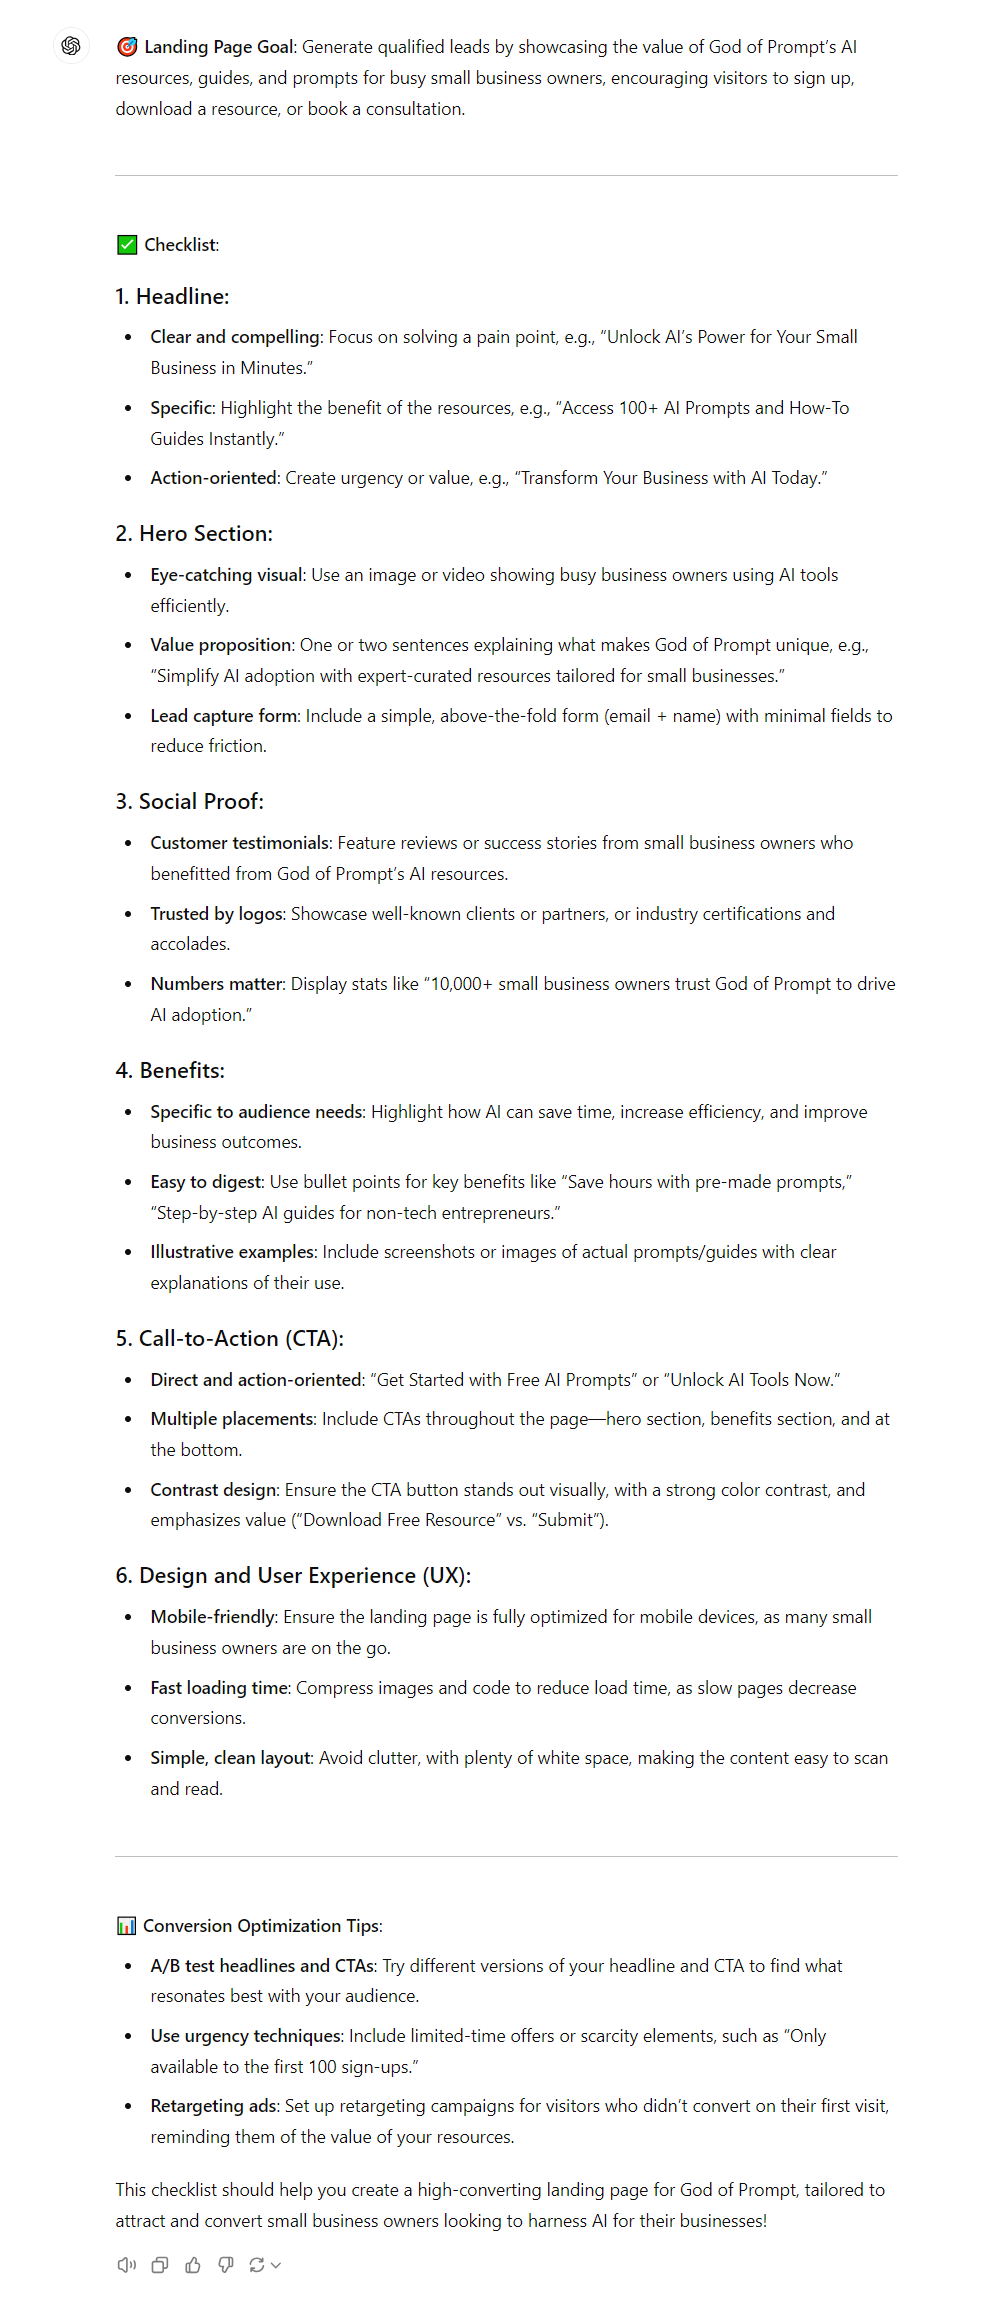 🎯 Landing Page Goal: Generate qualified leads by showcasing the value of God of Prompt’s AI
resources, guides, and prompts for busy small business owners, encouraging visitors to sign up,
download a resource, or book a consultation.
✅ Checklist:
1. Headline:
• Clear and compelling: Focus on solving a pain point, e.g., “Unlock AI’s Power for Your Small
Business in Minutes.”
• Specific: Highlight the benefit of the resources, e.g., “Access 100+ AI Prompts and How-To
Guides Instantly.”
• Action-oriented: Create urgency or value, e.g., “Transform Your Business with AI Today.”
2. Hero Section:
• Eye-catching visual: Use an image or video showing busy business owners using AI tools
efficiently.
• Value proposition: One or two sentences explaining what makes God of Prompt unique, e.g.,
“Simplify AI adoption with expert-curated resources tailored for small businesses.”
• Lead capture form: Include a simple, above-the-fold form (email + name) with minimal fields to
reduce friction.
3. Social Proof:
• Customer testimonials: Feature reviews or success stories from small business owners who
benefitted from God of Prompt’s AI resources.
• Trusted by logos: Showcase well-known clients or partners, or industry certifications and
accolades.
• Numbers matter: Display stats like “10,000+ small business owners trust God of Prompt to drive
AI adoption.”
4. Benefits:
• Specific to audience needs: Highlight how AI can save time, increase efficiency, and improve
business outcomes.
• Easy to digest: Use bullet points for key benefits like “Save hours with pre-made prompts,”
“Step-by-step AI guides for non-tech entrepreneurs.”
• Illustrative examples: Include screenshots or images of actual prompts/guides with clear
explanations of their use.
5. Call-to-Action (CTA):
• Direct and action-oriented: “Get Started with Free AI Prompts” or “Unlock AI Tools Now.”
• Multiple placements: Include CTAs throughout the page—hero section, benefits section, and at
the bottom.
• Contrast design: Ensure the CTA button stands out visually, with a strong color contrast, and
emphasizes value (“Download Free Resource” vs. “Submit”).
6. Design and User Experience (UX):
• Mobile-friendly: Ensure the landing page is fully optimized for mobile devices, as many small
business owners are on the go.
• Fast loading time: Compress images and code to reduce load time, as slow pages decrease
conversions.
• Simple, clean layout: Avoid clutter, with plenty of white space, making the content easy to scan
and read.
📊 Conversion Optimization Tips:
• A/B test headlines and CTAs: Try different versions of your headline and CTA to find what
resonates best with your audience.
• Use urgency techniques: Include limited-time offers or scarcity elements, such as “Only
available to the first 100 sign-ups.”
• Retargeting ads: Set up retargeting campaigns for visitors who didn’t convert on their first visit,
reminding them of the value of your resources.
This checklist should help you create a high-converting landing page for God of Prompt, tailored to
attract and convert small business owners looking to harness AI for their businesses!